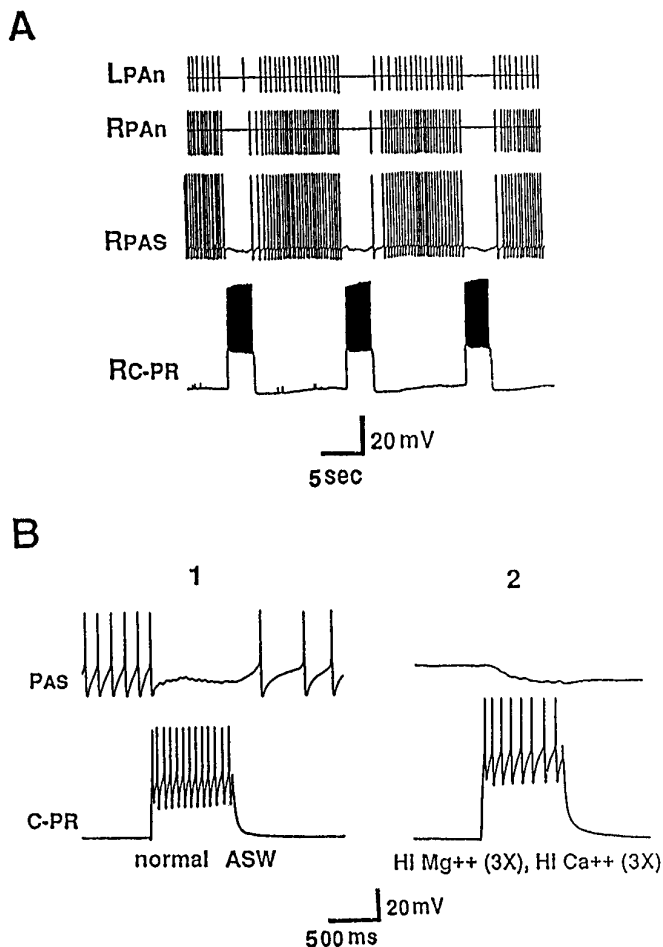 A
LPAn
RPAn
RPAS
RC-PR
20 mV
5 sec
B
1
2
PAS
C-PR
normal ASW
HI Mg++ (3X), HI Ca++ (3X)
20 mV
500 ms